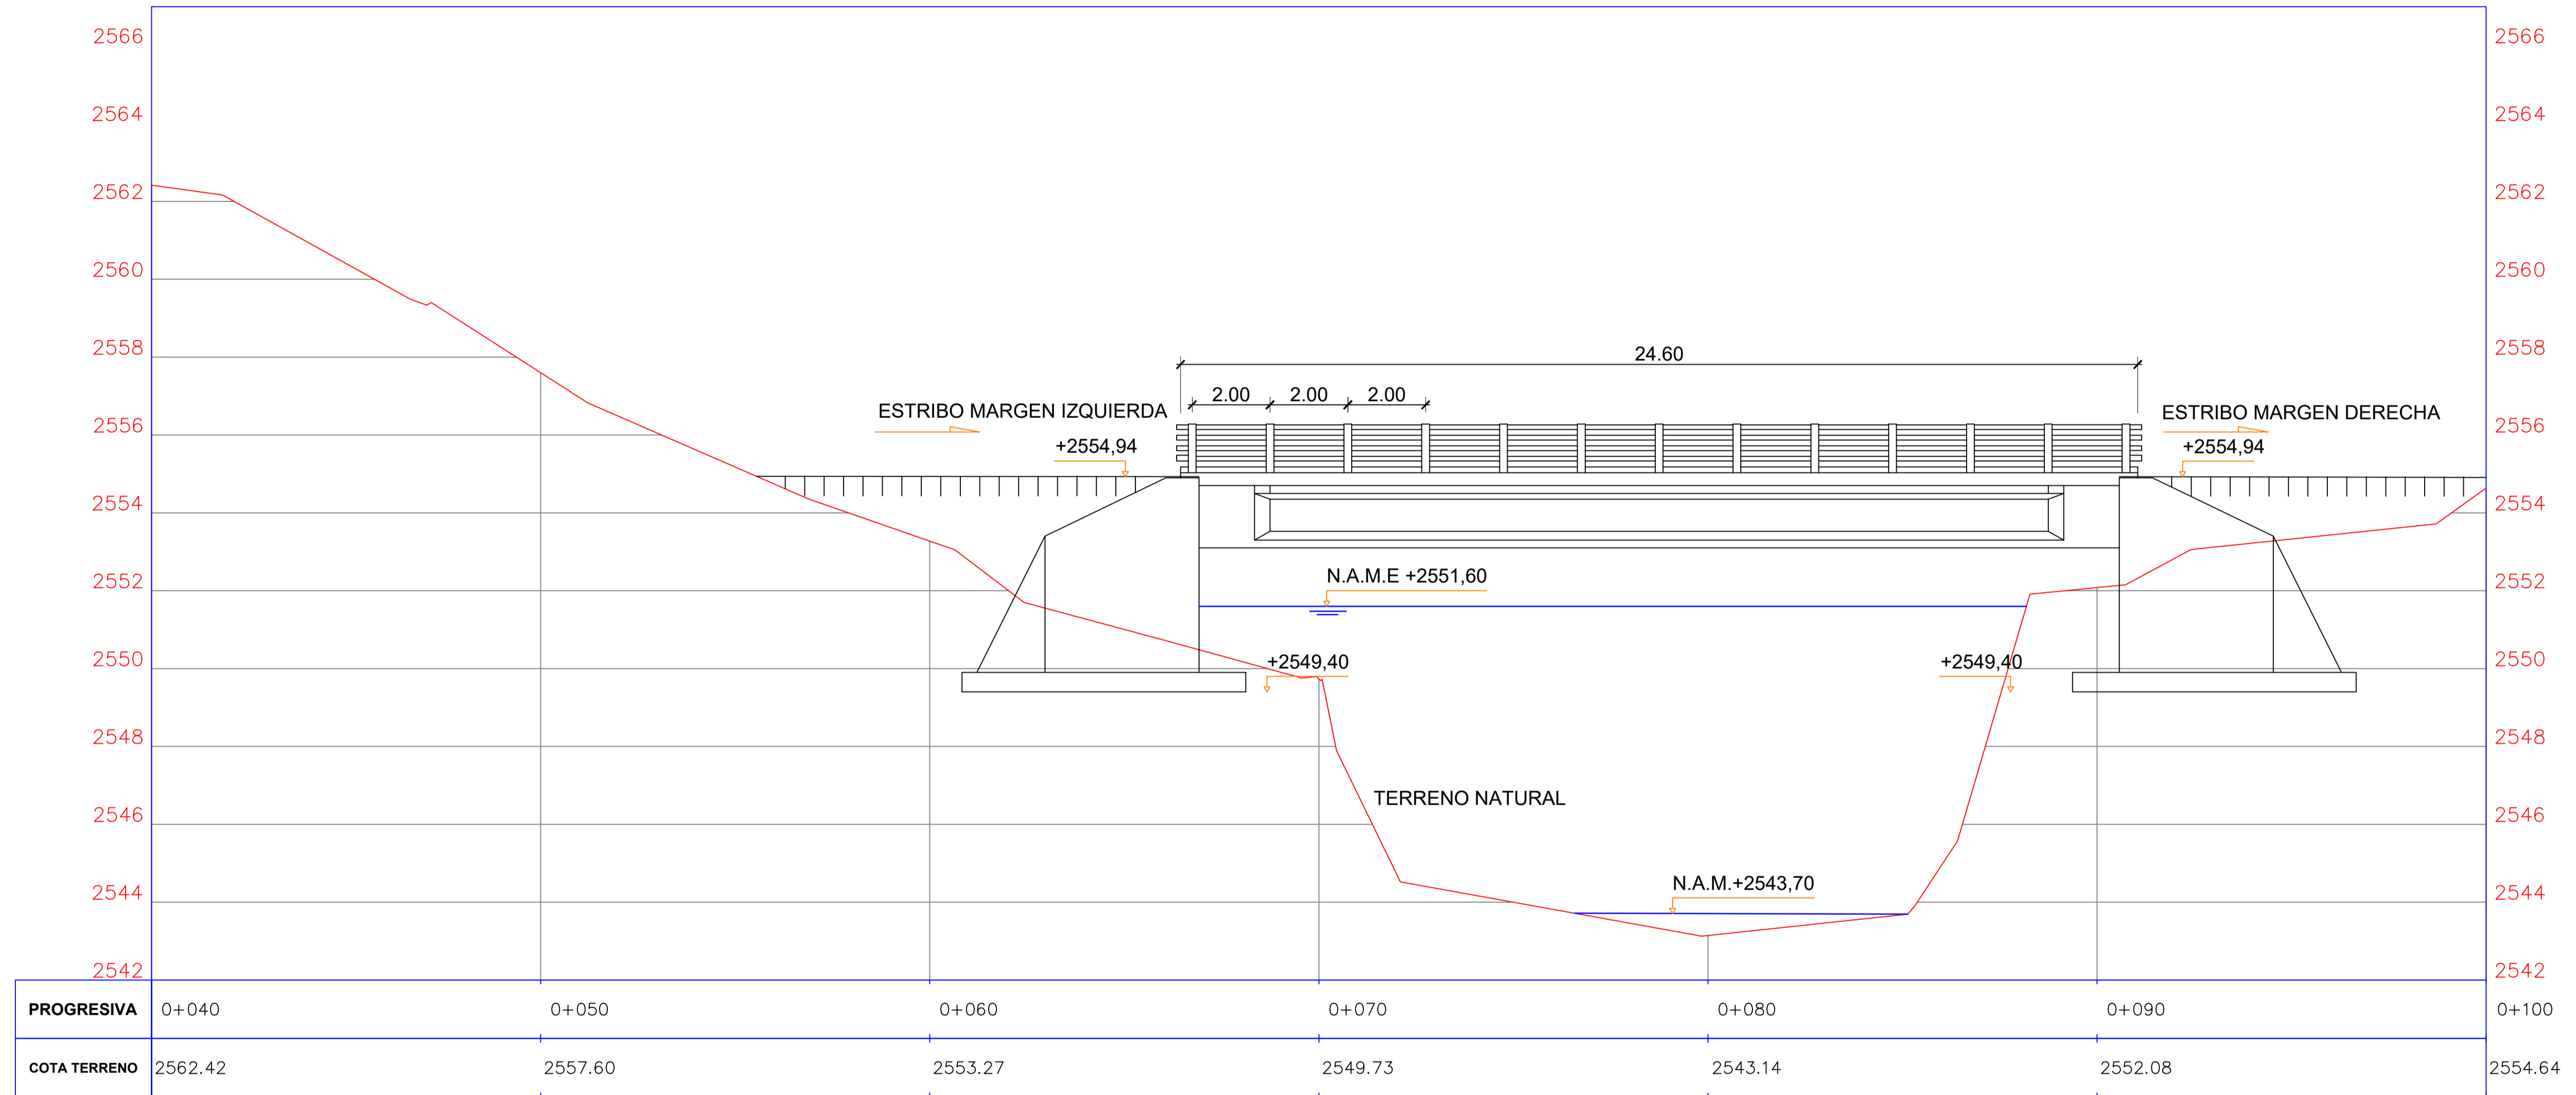 2566 2566
2564 2564
2562 2562
2560 2560
2558 2558
24.60
2.00 2.00 2.00
ESTRIBO MARGEN IZQUIERDA ESTRIBO MARGEN DERECHA
2556 2556
+2554,94 +2554,94
2554 2554
2552 N.A.M.E +2551,60 2552
2550 +2549,40 +2549,40 2550
2548 2548
TERRENO NATURAL
2546 2546
N.A.M.+2543,70
2544 2544
2542 2542
PROGRESIVA 0+040 0+050 0+060 0+070 0+080 0+090 0+100
COTA TERRENO 2562.42 2557.60 2553.27 2549.73 2543.14 2552.08 2554.64